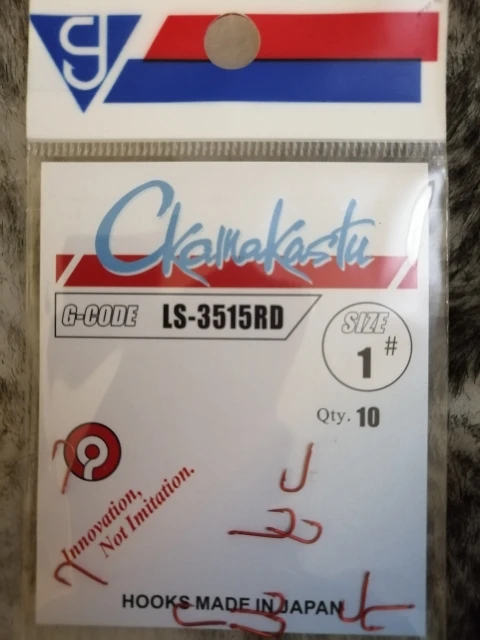 Ckamakastu
G-CODE LS-3515RD
SIZE
1#
Qty. 10
Innovation,
Not Imitation.
HOOKS MADE IN JAPAN